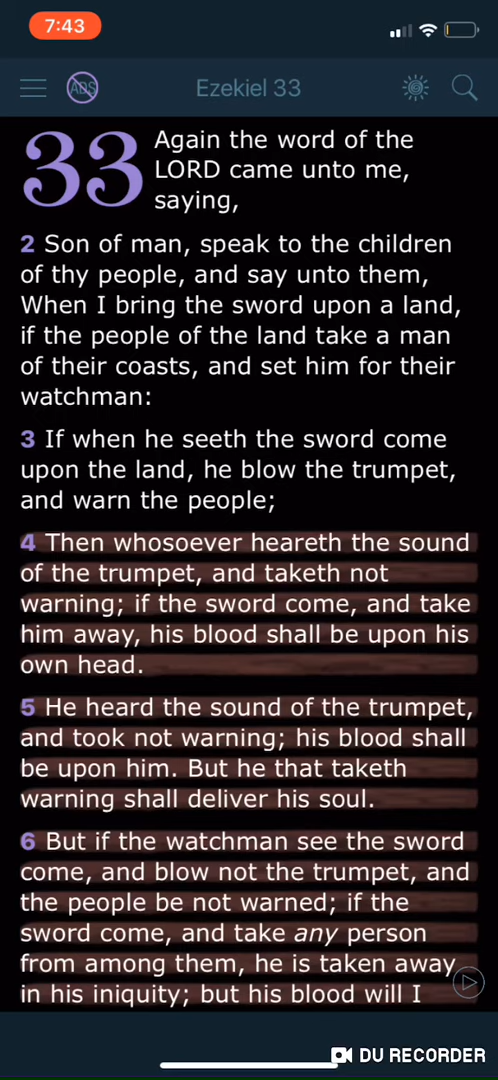 7:43
ADS
Ezekiel 33
33 Again the word of the
LORD came unto me,
saying,
2 Son of man, speak to the children
of thy people, and say unto them,
When I bring the sword upon a land,
if the people of the land take a man
of their coasts, and set him for their
watchman:
3 If when he seeth the sword come
upon the land, he blow the trumpet,
and warn the people;
4 Then whosoever heareth the sound
of the trumpet, and taketh not
warning; if the sword come, and take
him away, his blood shall be upon his
own head.
5 He heard the sound of the trumpet,
and took not warning; his blood shall
be upon him. But he that taketh
warning shall deliver his soul.
6 But if the watchman see the sword
come, and blow not the trumpet, and
the people be not warned; if the
sword come, and take any person
from among them, he is taken away
in his iniquity; but his blood will I
DU RECORDER